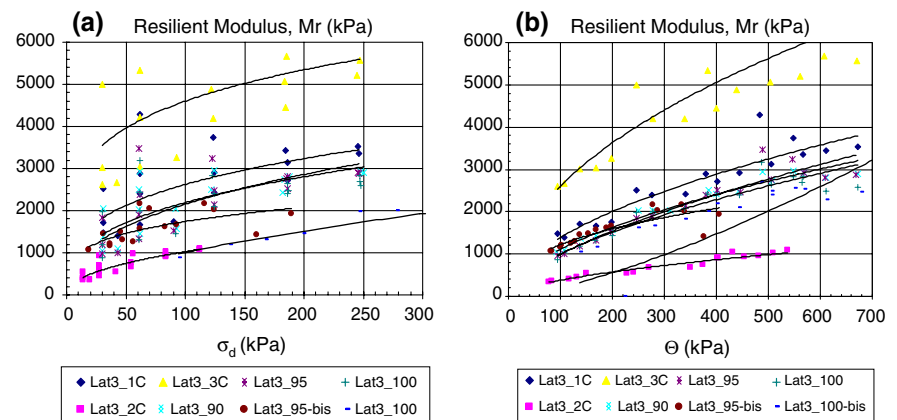 (a) Resilient Modulus, Mr (kPa)
6000
5000
4000
3000
2000
1000
0
0 50 100 150 200 250 300
σd (kPa)
Lat3_1C Lat3_3C Lat3_95 Lat3_100
Lat3_2C Lat3_90 Lat3_95-bis Lat3_100
(b) Resilient Modulus, Mr (kPa)
6000
5000
4000
3000
2000
1000
0
0 100 200 300 400 500 600 700
Θ (kPa)
Lat3_1C Lat3_3C Lat3_95 Lat3_100
Lat3_2C Lat3_90 Lat3_95-bis Lat3_100-bis